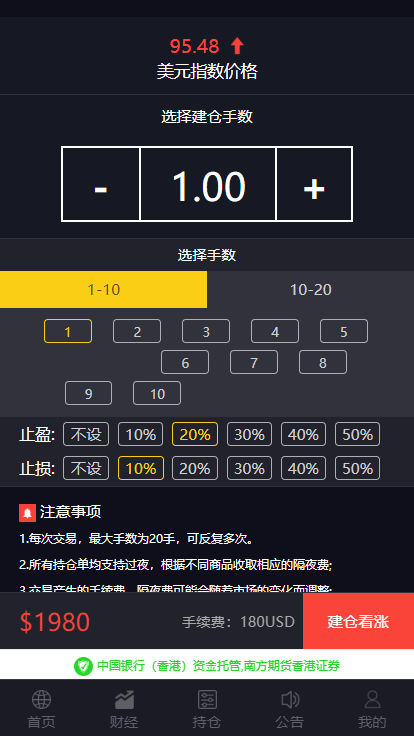 95.48
美元指数价格
选择建仓手数
- 1.00 +
选择手数
1-10 10-20
1 2 3 4 5
6 7 8
9 10
止盈: 不设 10% 20% 30% 40% 50%
止损: 不设 10% 20% 30% 40% 50%
注意事项
1.每次交易，最大手数为20手，可反复多次。
2.所有持仓单均支持过夜，根据不同商品收取相应的隔夜费;
3.交易产生的手续费、隔夜费可能会随着市场的变化而调整;
$1980 手续费：180USD 建仓看涨
中国银行（香港）资金托管,南方期货香港证券
首页 财经 持仓 公告 我的